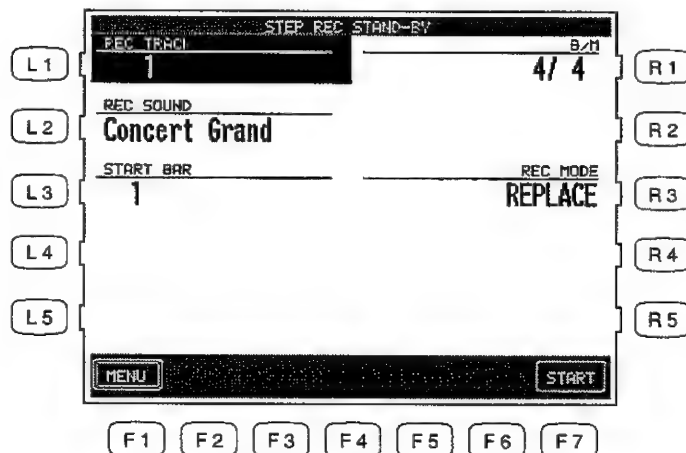 STEP REC STAND-BY
L1 REC TRACK B/M R1
1 4/ 4
L2 REC SOUND R2
Concert Grand
L3 START BAR REC MODE R3
1 REPLACE
L4 R4
L5 R5
MENU START
F1 F2 F3 F4 F5 F6 F7